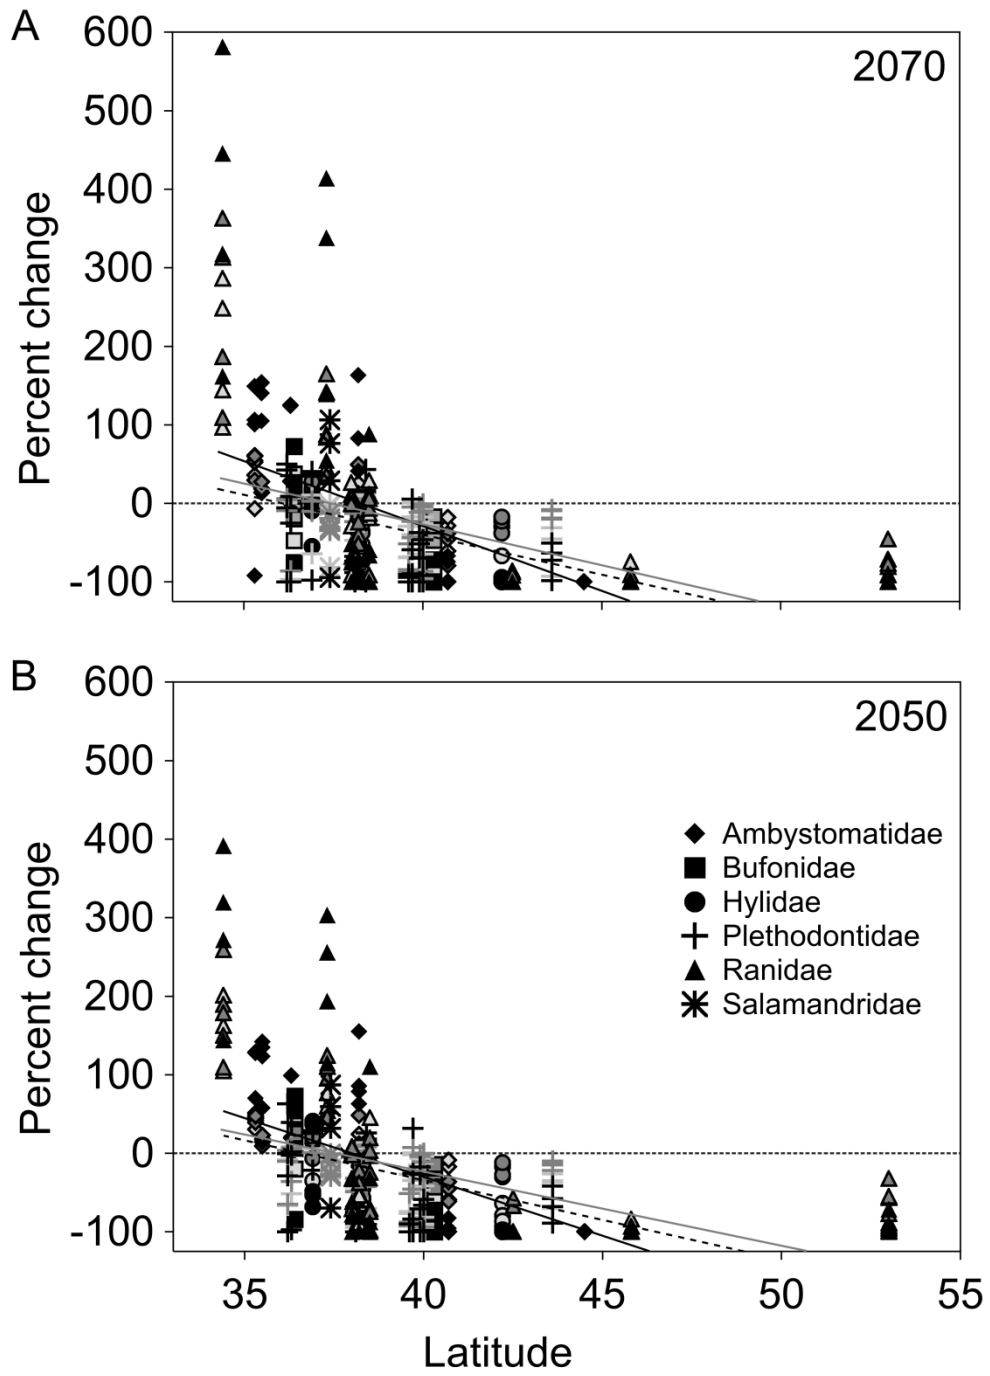 A
2070
600
500
400
300
200
100
0
-100
Percent change
B
2050
600
500
400
300
200
100
0
-100
Percent change
Ambystomatidae
Bufonidae
Hylidae
Plethodontidae
Ranidae
Salamandridae
35 40 45 50 55
Latitude